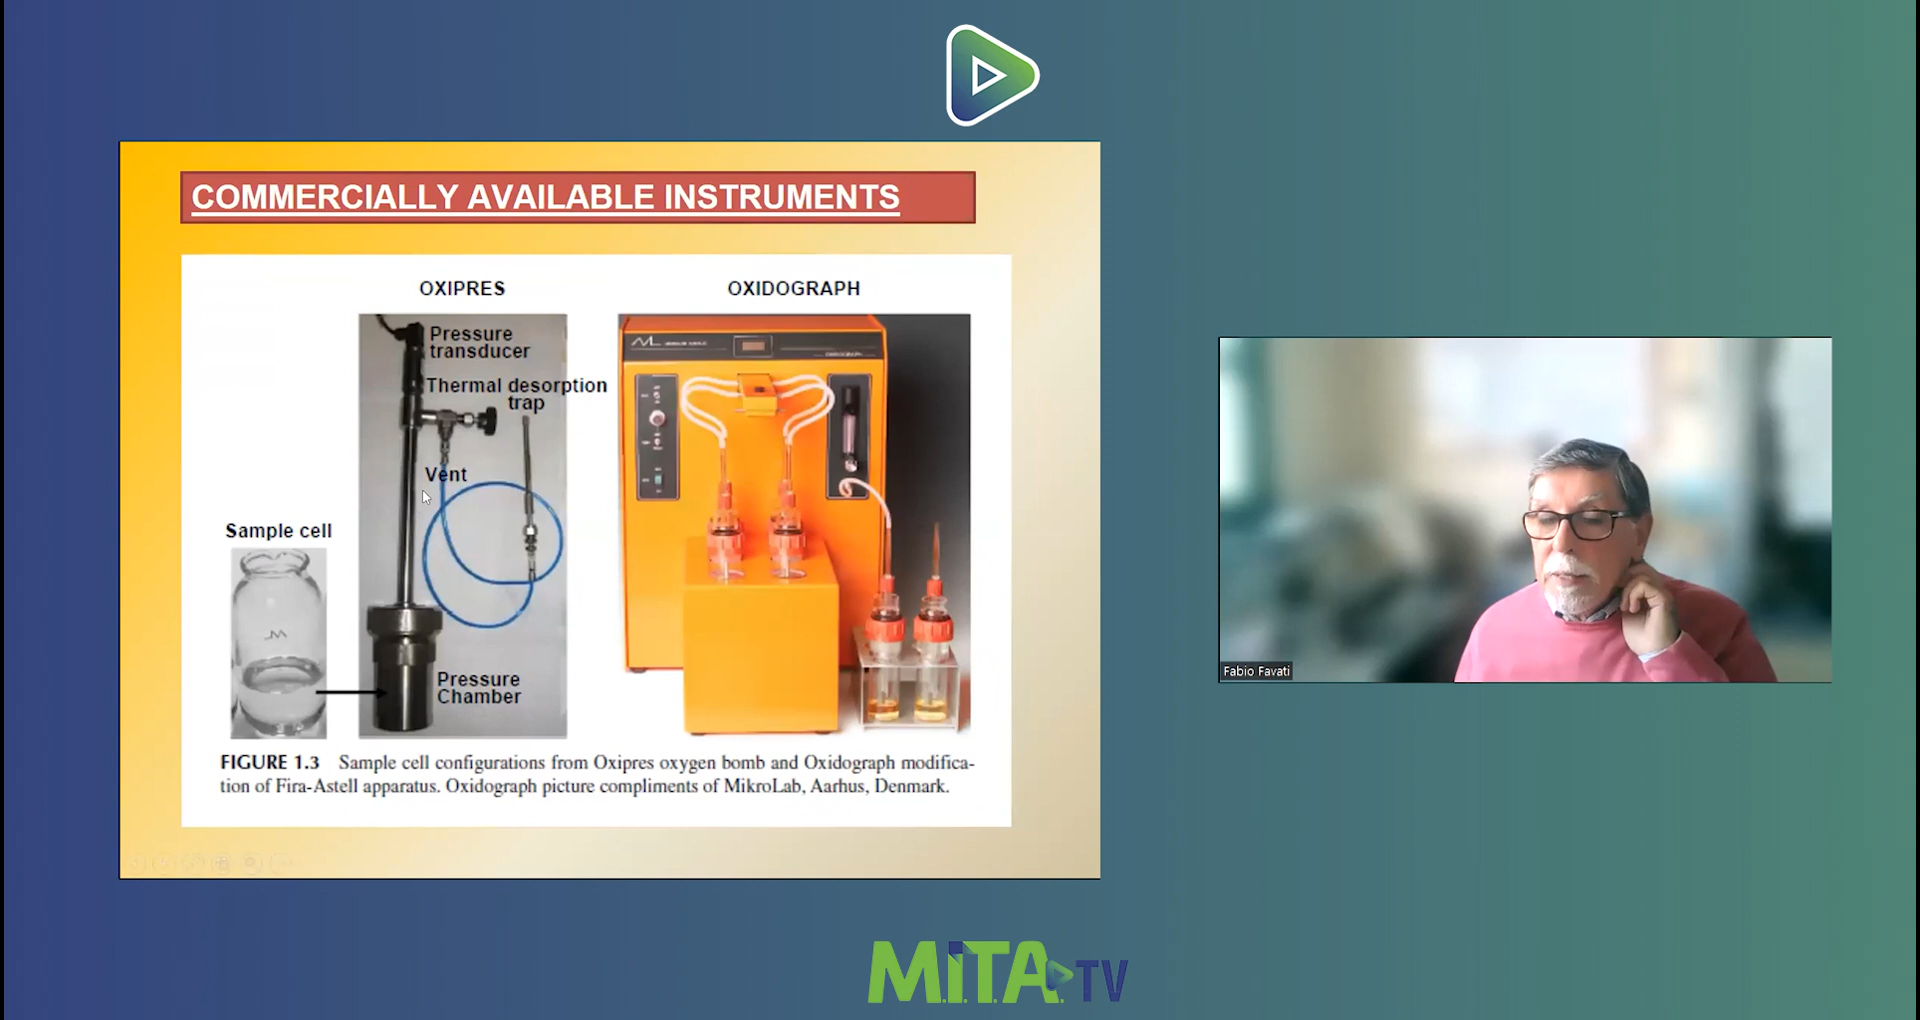 COMMERCIALLY AVAILABLE INSTRUMENTS
OXIPRES
OXIDOGRAPH
Pressure
transducer
Thermal desorption
trap
Vent
Sample cell
Pressure
Chamber
FIGURE 1.3 Sample cell configurations from Oxipres oxygen bomb and Oxidograph modifica-
tion of Fira-Astell apparatus. Oxidograph picture compliments of MikroLab, Aarhus, Denmark.
Fabio Favati
M.I.T.A. TV